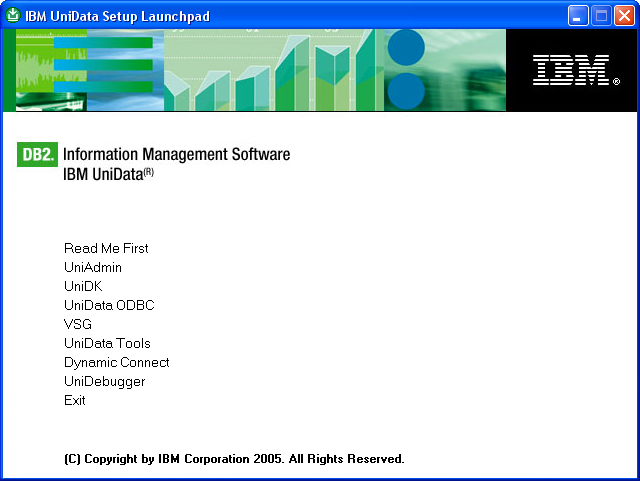 IBM UniData Setup Launchpad
IBM®
DB2. Information Management Software
IBM UniData(R)
Read Me First
UniAdmin
UniDK
UniData ODBC
VSG
UniData Tools
Dynamic Connect
UniDebugger
Exit
(C) Copyright by IBM Corporation 2005. All Rights Reserved.